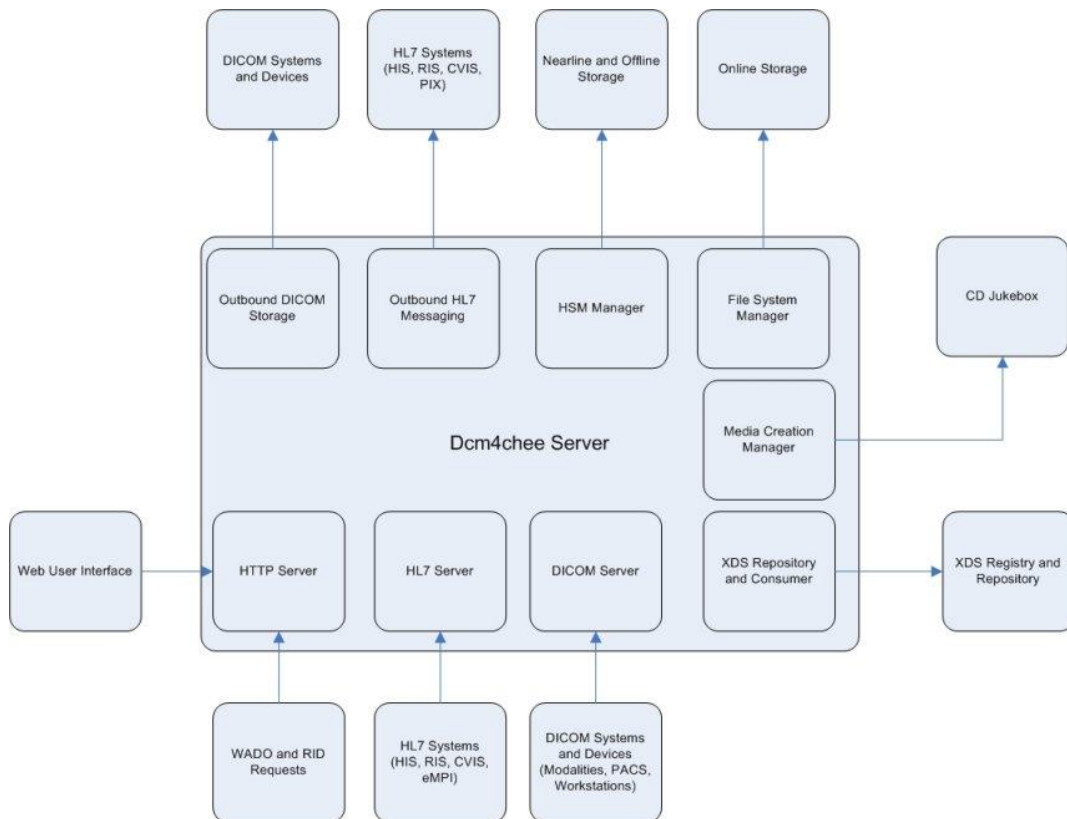 DICOM Systems
and Devices
HL7 Systems
(HIS, RIS, CVIS,
PIX)
Nearline and Offline
Storage
Online Storage
Outbound DICOM
Storage
Outbound HL7
Messaging
HSM Manager
File System
Manager
CD Jukebox
Dcm4chee Server
Media Creation
Manager
Web User Interface
HTTP Server
HL7 Server
DICOM Server
XDS Repository
and Consumer
XDS Registry and
Repository
WADO and RID
Requests
HL7 Systems
(HIS, RIS, CVIS,
eMPI)
DICOM Systems
and Devices
(Modalities, PACS,
Workstations)